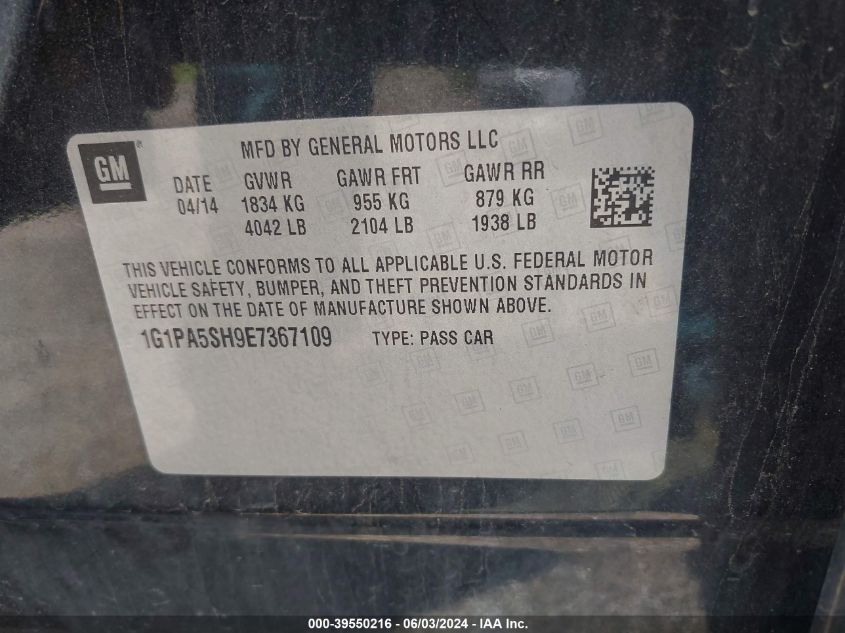 GM
MFD BY GENERAL MOTORS LLC
DATE GVWR GAWR FRT GAWR RR
04/14 1834 KG 955 KG 879 KG
4042 LB 2104 LB 1938 LB
THIS VEHICLE CONFORMS TO ALL APPLICABLE U.S. FEDERAL MOTOR
VEHICLE SAFETY, BUMPER, AND THEFT PREVENTION STANDARDS IN
EFFECT ON THE DATE OF MANUFACTURE SHOWN ABOVE.
1G1PA5SH9E7367109 TYPE: PASS CAR
000-39550216 - 06/03/2024 - IAA Inc.